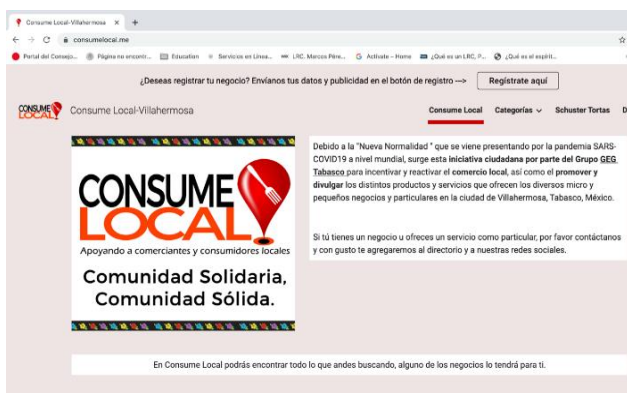 Consume Local-Villahermosa
consumelocal.me
Portal del Consejo... Página no encontr... Education Servicios en Línea... LRC. Marcos Pére... Activate – Home ¿Qué es un LRC, P... ¿Qué es el espírit...
¿Deseas registrar tu negocio? Envíanos tus datos y publicidad en el botón de registro ---> Regístrate aquí
CONSUME LOCAL Consume Local-Villahermosa Consume Local Categorías Schuster Tortas D
CONSUME
LOCAL
Apoyando a comerciantes y consumidores locales
Comunidad Solidaria,
Comunidad Sólida.
Debido a la "Nueva Normalidad " que se viene presentando por la pandemia SARS-
COVID19 a nivel mundial, surge esta iniciativa ciudadana por parte del Grupo GEG
Tabasco para incentivar y reactivar el comercio local, así como el promover y
divulgar los distintos productos y servicios que ofrecen los diversos micro y
pequeños negocios y particulares en la ciudad de Villahermosa, Tabasco, México.
Si tú tienes un negocio u ofreces un servicio como particular, por favor contáctanos
y con gusto te agregaremos al directorio y a nuestras redes sociales.
En Consume Local podrás encontrar todo lo que andes buscando, alguno de los negocios lo tendrá para ti.